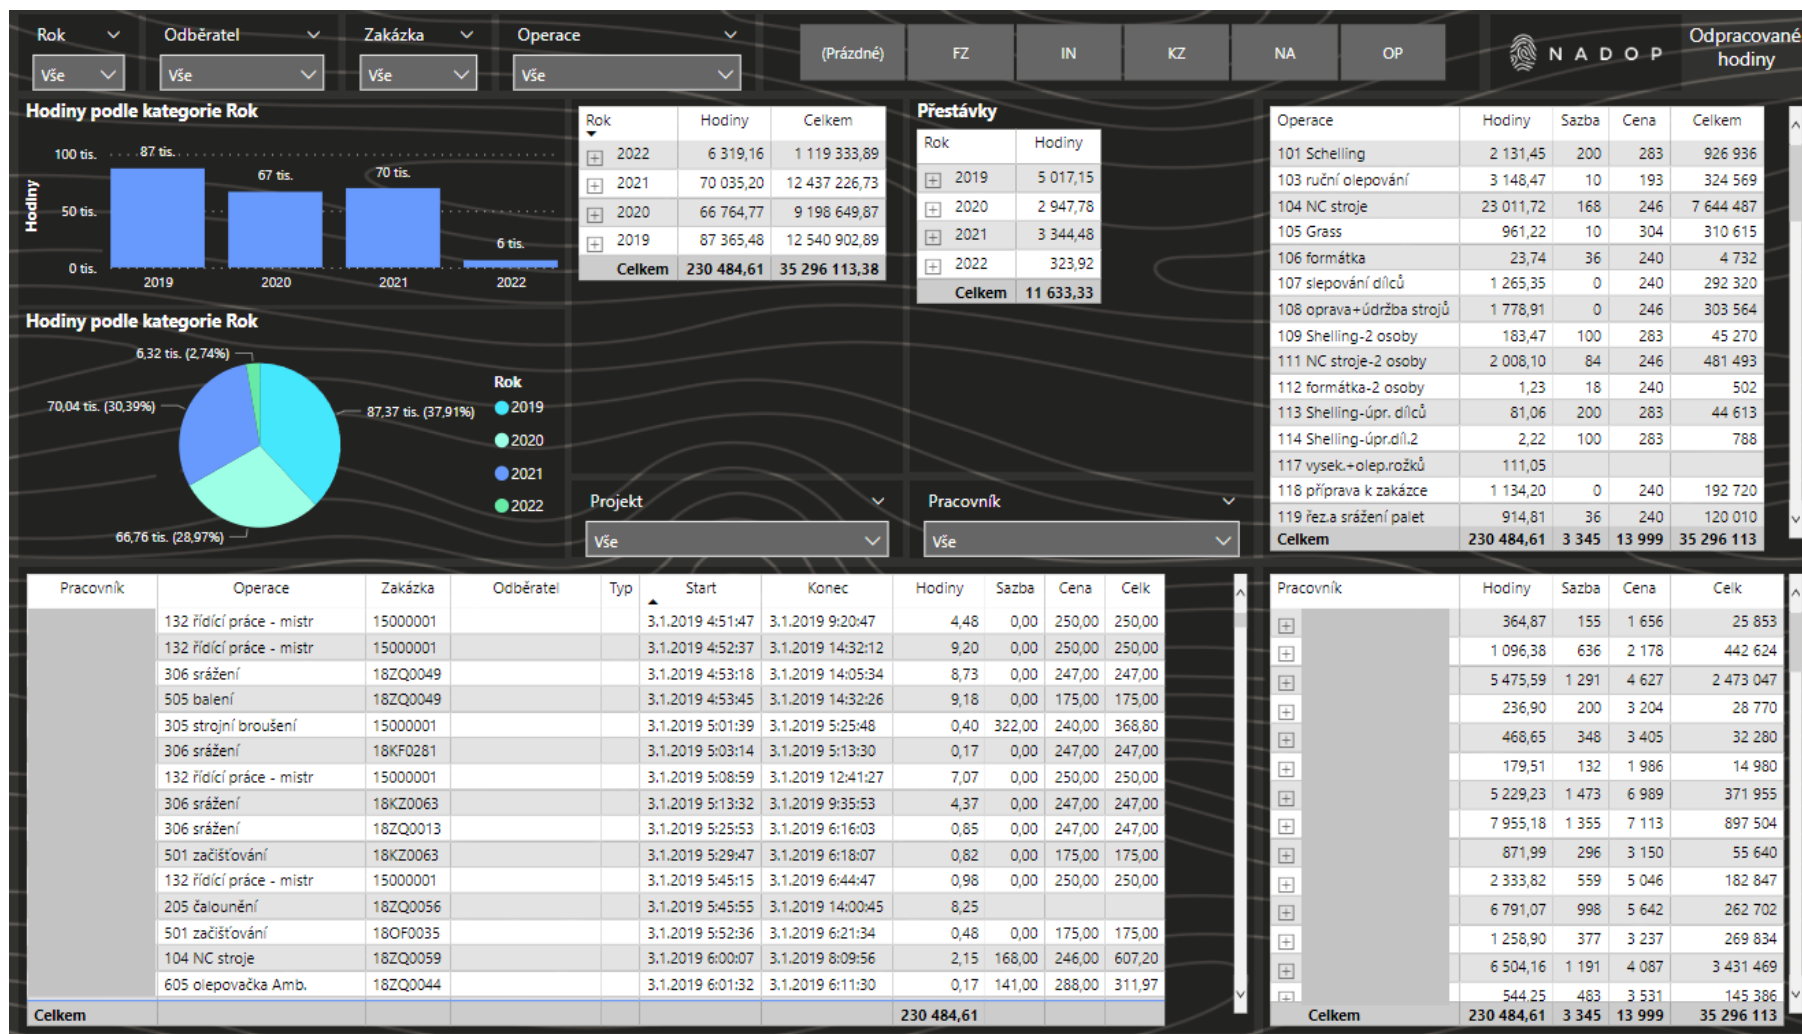 Rok Odběratel Zakázka Operace
Vše Vše Vše Vše
(Prázdné) FZ IN KZ NA OP
NADOP
Odpracované
hodiny
Hodiny podle kategorie Rok
Hodiny
100 tis.
50 tis.
0 tis.
87 tis.
67 tis.
70 tis.
6 tis.
2019 2020 2021 2022
Rok Hodiny Celkem
2022 6 319,16 1 119 333,89
2021 70 035,20 12 437 226,73
2020 66 764,77 9 198 649,87
2019 87 365,48 12 540 902,89
Celkem 230 484,61 35 296 113,38
Přestávky
Rok Hodiny
2019 5 017,15
2020 2 947,78
2021 3 344,48
2022 323,92
Celkem 11 633,33
Operace Hodiny Sazba Cena Celkem
101 Schelling 2 131,45 200 283 926 936
103 ruční olepování 3 148,47 10 193 324 569
104 NC stroje 23 011,72 168 246 7 644 487
105 Grass 961,22 10 304 310 615
106 formátka 23,74 36 240 4 732
107 slepování dílců 1 265,35 0 240 292 320
108 oprava+údržba strojů 1 778,91 0 246 303 564
109 Shelling-2 osoby 183,47 100 283 45 270
111 NC stroje-2 osoby 2 008,10 84 246 481 493
112 formátka-2 osoby 1,23 18 240 502
113 Shelling-úpr. dílců 81,06 200 283 44 613
114 Shelling-úpr.díl.2 2,22 100 283 788
117 vysek.+olep.rožků 111,05
118 příprava k zakázce 1 134,20 0 240 192 720
119 řez.a srážení palet 914,81 36 240 120 010
Celkem 230 484,61 3 345 13 999 35 296 113
Hodiny podle kategorie Rok
6,32 tis. (2,74%)
70,04 tis. (30,39%)
87,37 tis. (37,91%)
66,76 tis. (28,97%)
Rok
2019
2020
2021
2022
Projekt
Vše
Pracovník
Vše
Pracovník Operace Zakázka Odběratel Typ Start Konec Hodiny Sazba Cena Celk
132 řídící práce - mistr 15000001 3.1.2019 4:51:47 3.1.2019 9:20:47 4,48 0,00 250,00 250,00
132 řídící práce - mistr 15000001 3.1.2019 4:52:37 3.1.2019 14:32:12 9,20 0,00 250,00 250,00
306 srážení 18ZQ0049 3.1.2019 4:53:18 3.1.2019 14:05:34 8,73 0,00 247,00 247,00
505 balení 18ZQ0049 3.1.2019 4:53:45 3.1.2019 14:32:26 9,18 0,00 175,00 175,00
305 strojní broušení 15000001 3.1.2019 5:01:39 3.1.2019 5:25:48 0,40 322,00 240,00 368,80
306 srážení 18KF0281 3.1.2019 5:03:14 3.1.2019 5:13:30 0,17 0,00 247,00 247,00
132 řídící práce - mistr 15000001 3.1.2019 5:08:59 3.1.2019 12:41:27 7,07 0,00 250,00 250,00
306 srážení 18KZ0063 3.1.2019 5:13:32 3.1.2019 9:35:53 4,37 0,00 247,00 247,00
306 srážení 18ZQ0013 3.1.2019 5:25:53 3.1.2019 6:16:03 0,85 0,00 247,00 247,00
501 začišťování 18KZ0063 3.1.2019 5:29:47 3.1.2019 6:18:07 0,82 0,00 175,00 175,00
132 řídící práce - mistr 15000001 3.1.2019 5:45:15 3.1.2019 6:44:47 0,98 0,00 250,00 250,00
205 čalounění 18ZQ0056 3.1.2019 5:45:55 3.1.2019 14:00:45 8,25
501 začišťování 18OF0035 3.1.2019 5:52:36 3.1.2019 6:21:34 0,48 0,00 175,00 175,00
104 NC stroje 18ZQ0059 3.1.2019 6:00:07 3.1.2019 8:09:56 2,15 168,00 246,00 607,20
605 olepovačka Amb. 18ZQ0044 3.1.2019 6:01:32 3.1.2019 6:11:30 0,17 141,00 288,00 311,97
Celkem 230 484,61
Pracovník Hodiny Sazba Cena Celk
364,87 155 1 656 25 853
1 096,38 636 2 178 442 624
5 475,59 1 291 4 627 2 473 047
236,90 200 3 204 28 770
468,65 348 3 405 32 280
179,51 132 1 986 14 980
5 229,23 1 473 6 989 371 955
7 955,18 1 355 7 113 897 504
871,99 296 3 150 55 640
2 333,82 559 5 046 182 847
6 791,07 998 5 642 262 702
1 258,90 377 3 237 269 834
6 504,16 1 191 4 087 3 431 469
544,25 483 3 531 145 386
Celkem 230 484,61 3 345 13 999 35 296 113